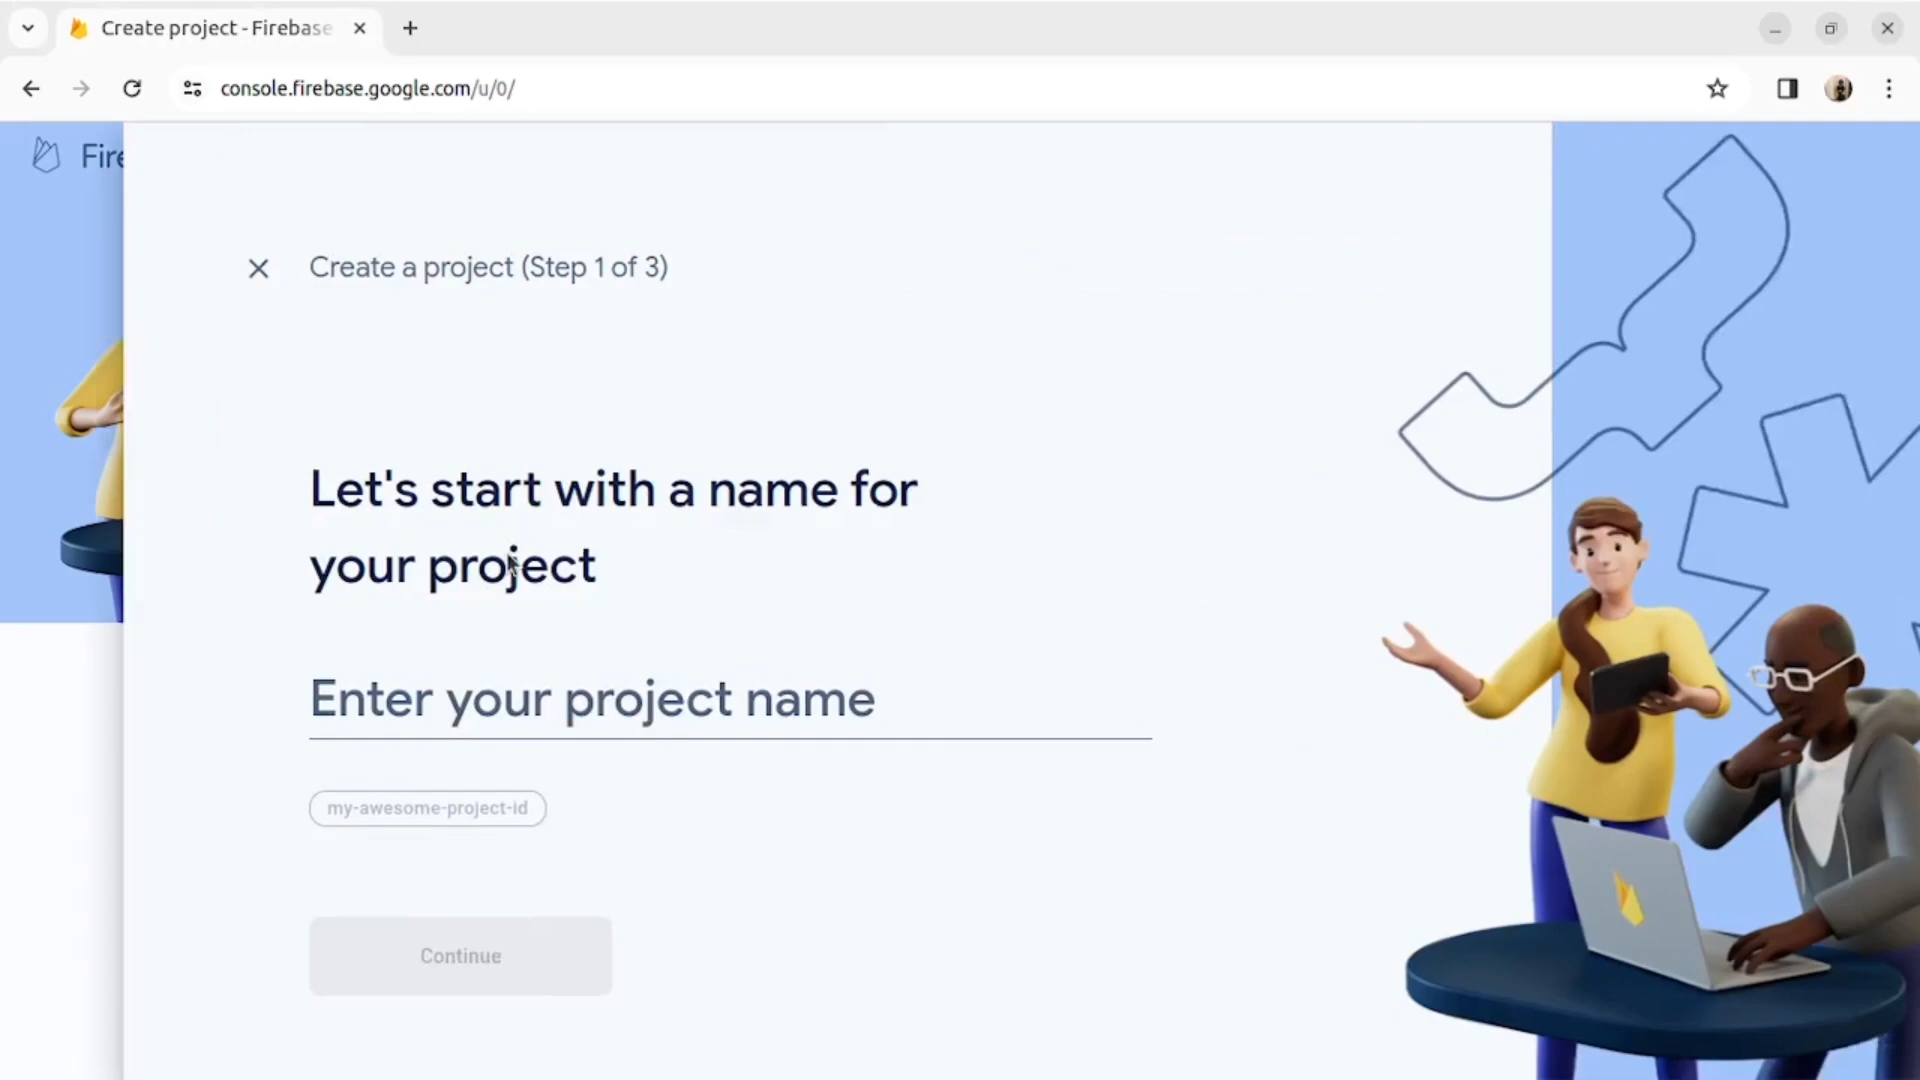 Create project - Firebase
console.firebase.google.com/u/0/
Fire
Create a project (Step 1 of 3)
Let's start with a name for
your project
Enter your project name
my-awesome-project-id
Continue